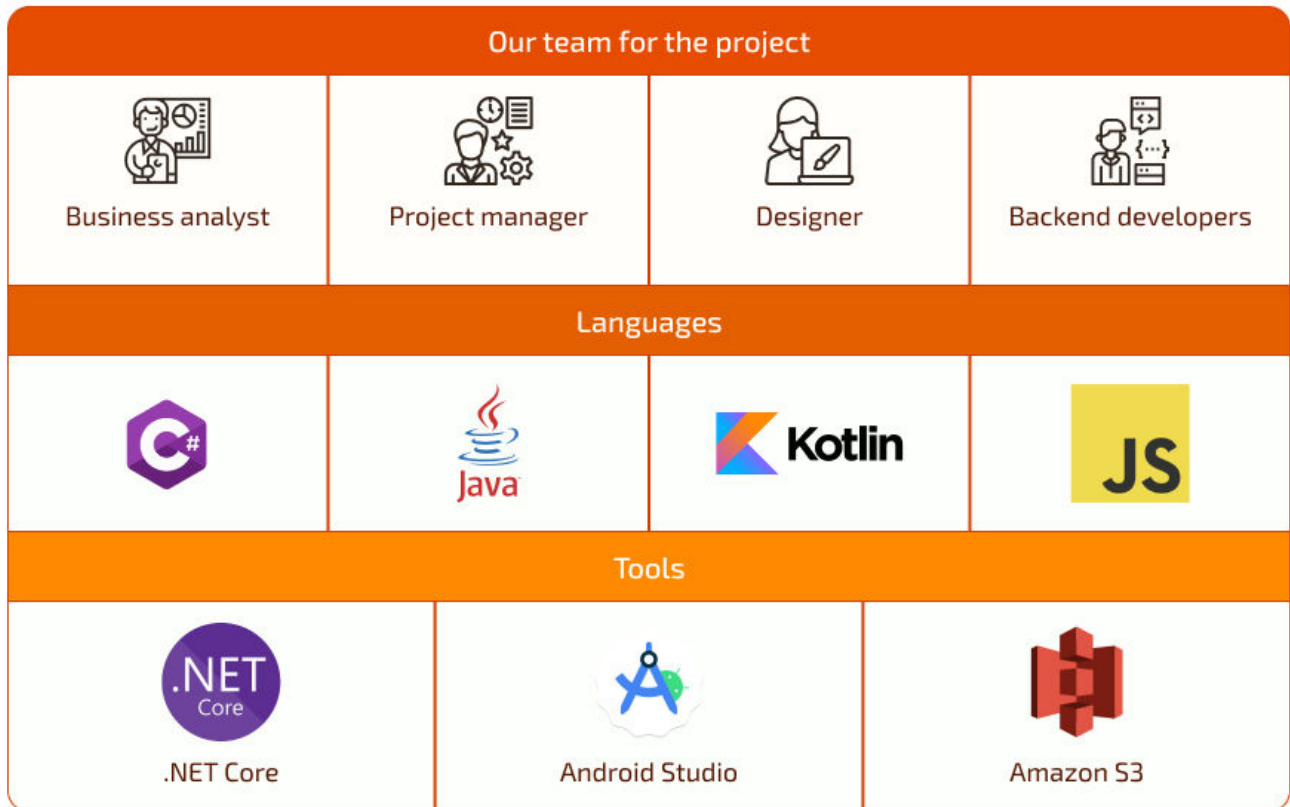 Our team for the project
Business analyst
Project manager
Designer
Backend developers
Languages
C#
Java
Kotlin
JS
Tools
.NET
Core
.NET Core
Android Studio
Amazon S3